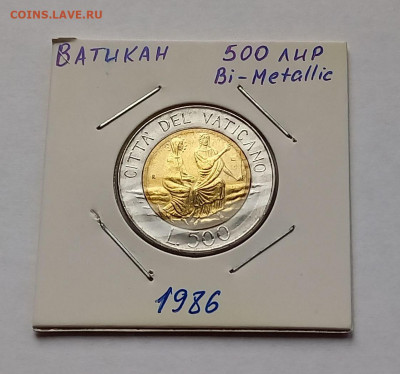 COINS.LAVE.RU
ВАТИКАН 500 ЛИР
Bi-Metallic
CITTA' DEL VATICANO
L. 500
1986